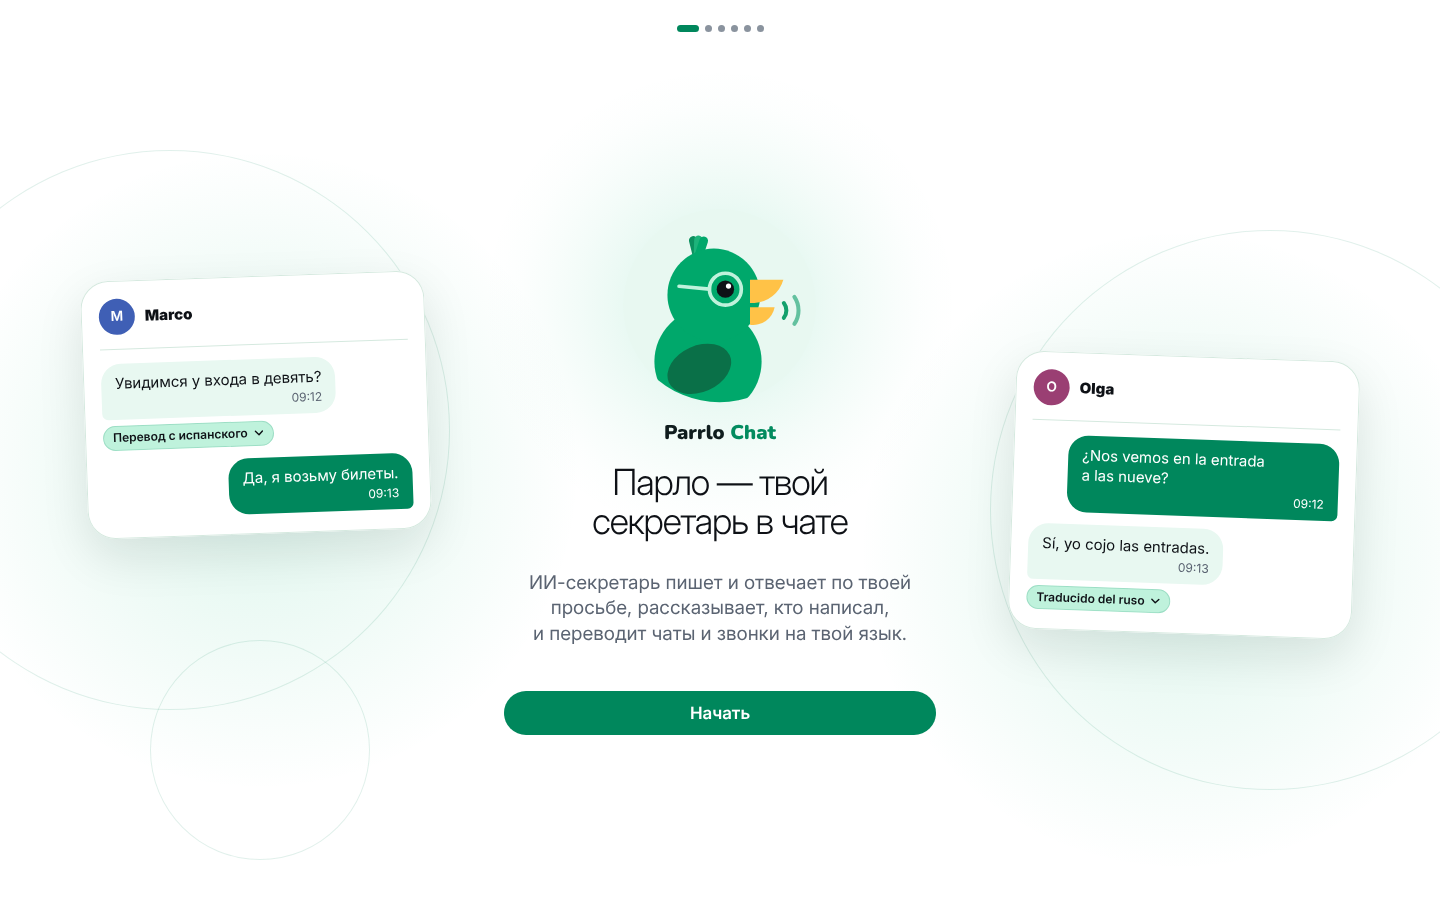 M
Marco
Увидимся у входа в девять?
09:12
Перевод с испанского
Да, я возьму билеты.
09:13
Parrlo Chat
Парло — твой
секретарь в чате
ИИ-секретарь пишет и отвечает по твоей
просьбе, рассказывает, кто написал,
и переводит чаты и звонки на твой язык.
Начать
O
Olga
¿Nos vemos en la entrada
a las nueve?
09:12
Sí, yo cojo las entradas.
09:13
Traducido del ruso